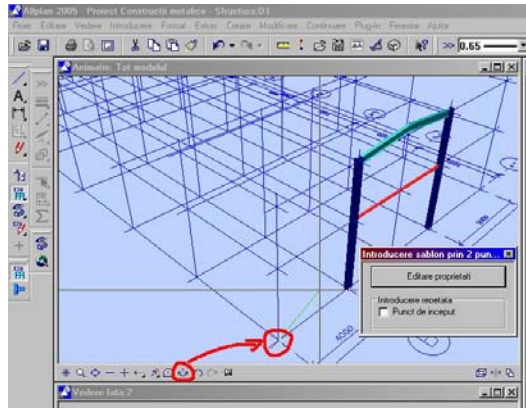 Allplan 2005 - Proiect Constructii metalice - Structura:D1
Fisier Editare Vedere Introducere Format Extras Creare Modificare Continuare Plug-in Ferestre Ajutor
0.65
Animatie: Tot modelul
Introducere sablon prin 2 pun...
Editare proprietati
Introducere repetata
Punct de inceput
4000
Vedere fata 2